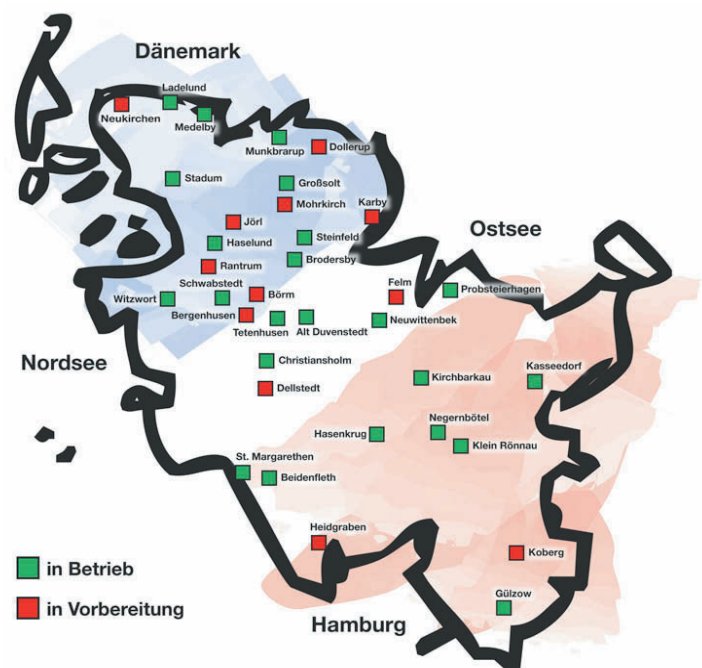 Dänemark
Ladelund
Neukirchen
Medelby
Munkbrarup
Dollerup
Stadum
Großsolt
Mohrkirch
Karby
Jörl
Ostsee
Haselund
Steinfeld
Brodersby
Rantrum
Schwabstedt
Börm
Felm
Probsteierhagen
Witzwort
Bergenhusen
Tetenhusen
Alt Duvenstedt
Neuwittenbek
Nordsee
Christiansholm
Kirchbarkau
Kasseedorf
Dellstedt
Negernbötel
Hasenkrug
Klein Rönnau
St. Margarethen
Beidenfleth
Heidgraben
Koberg
in Betrieb
in Vorbereitung
Gülzow
Hamburg